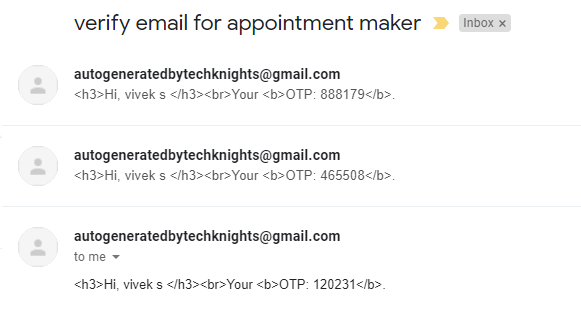 verify email for appointment maker Inbox ×
autogeneratedbytechknights@gmail.com
<h3>Hi, vivek s </h3><br>Your <b>OTP: 888179</b>.
autogeneratedbytechknights@gmail.com
<h3>Hi, vivek s </h3><br>Your <b>OTP: 465508</b>.
autogeneratedbytechknights@gmail.com
to me
<h3>Hi, vivek s </h3><br>Your <b>OTP: 120231</b>.